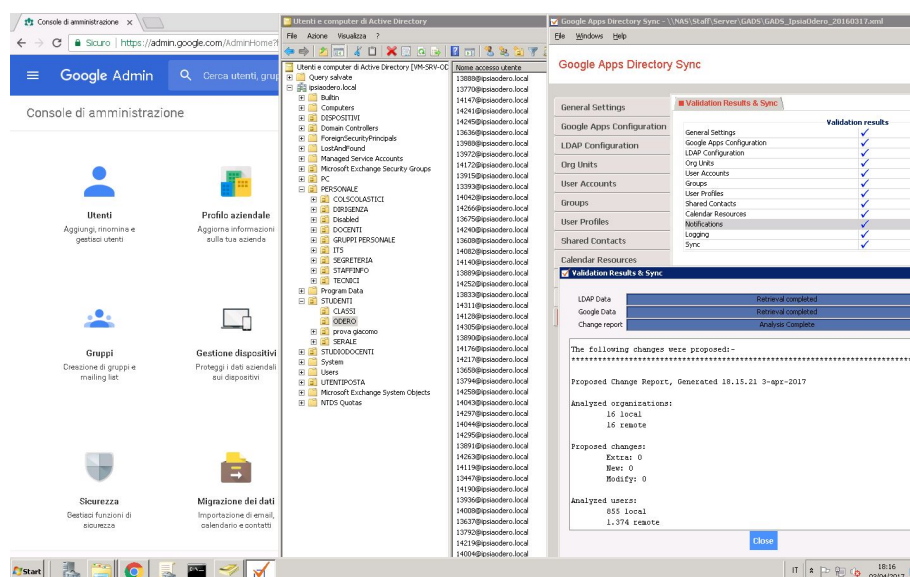 Console di amministrazione
Sicuro | https://admin.google.com/AdminHome?
Google Admin
Cerca utenti, grup
Console di amministrazione
Utenti
Aggiungi, rinomina e
gestisci utenti
Profilo aziendale
Aggiorna informazioni
sulla tua azienda
Gruppi
Creazione di gruppi e
mailing list
Gestione dispositivi
Proteggi i dati aziendali
sui dispositivi
Sicurezza
Gestisci funzioni di
sicurezza
Migrazione dei dati
Importazione di email,
calendario e contatti
Utenti e computer di Active Directory
File Azione Visualizza ?
Utenti e computer di Active Directory [VM-SRV-OD
Query salvate
ipsiaodero.local
Builtin
Computers
DISPOSITIVI
Domain Controllers
ForeignSecurityPrincipals
LostAndFound
Managed Service Accounts
Microsoft Exchange Security Groups
PC
PERSONALE
COLSCOLASTICI
DIRIGENZA
Disabled
DOCENTI
GRUPPI PERSONALE
ITS
SEGRETERIA
STAFFINFO
TECNICI
Program Data
STUDENTI
CLASSI
ODERO
prova giacomo
SERALE
STUDIODOCENTI
System
Users
UTENTIPOSTA
Microsoft Exchange System Objects
NTDS Quotas
Nome accesso utente
13888@ipsiaodero.local
13770@ipsiaodero.local
14147@ipsiaodero.local
14241@ipsiaodero.local
14245@ipsiaodero.local
13636@ipsiaodero.local
13988@ipsiaodero.local
13972@ipsiaodero.local
14172@ipsiaodero.local
13915@ipsiaodero.local
13393@ipsiaodero.local
14042@ipsiaodero.local
14266@ipsiaodero.local
13675@ipsiaodero.local
14240@ipsiaodero.local
13608@ipsiaodero.local
14082@ipsiaodero.local
14140@ipsiaodero.local
13889@ipsiaodero.local
14252@ipsiaodero.local
13833@ipsiaodero.local
14311@ipsiaodero.local
14128@ipsiaodero.local
14305@ipsiaodero.local
13890@ipsiaodero.local
14176@ipsiaodero.local
14217@ipsiaodero.local
13658@ipsiaodero.local
13794@ipsiaodero.local
14258@ipsiaodero.local
14043@ipsiaodero.local
14297@ipsiaodero.local
14044@ipsiaodero.local
14295@ipsiaodero.local
13891@ipsiaodero.local
14263@ipsiaodero.local
14119@ipsiaodero.local
13447@ipsiaodero.local
14190@ipsiaodero.local
13936@ipsiaodero.local
14008@ipsiaodero.local
13637@ipsiaodero.local
13792@ipsiaodero.local
14219@ipsiaodero.local
14004@ipsiaodero.local
Google Apps Directory Sync - \\NAS\Staff\Server\GADS\GADS_IpsiaOdero_20160317.xml
File Windows Help
Google Apps Directory Sync
General Settings
Google Apps Configuration
LDAP Configuration
Org Units
User Accounts
Groups
User Profiles
Shared Contacts
Calendar Resources
Validation Results & Sync
Validation results
General Settings
Google Apps Configuration
LDAP Configuration
Org Units
User Accounts
Groups
User Profiles
Shared Contacts
Calendar Resources
Notifications
Logging
Sync
Validation Results & Sync
LDAP Data Retrieval completed
Google Data Retrieval completed
Change report Analysis Complete
The following changes were proposed:-
Proposed Change Report, Generated 18.15.21 3-apr-2017
Analyzed organizations:
16 local
16 remote
Proposed changes:
Extra: 0
New: 0
Modify: 0
Analyzed users:
855 local
1.374 remote
Close
Start
IT
18:16
03/04/2017